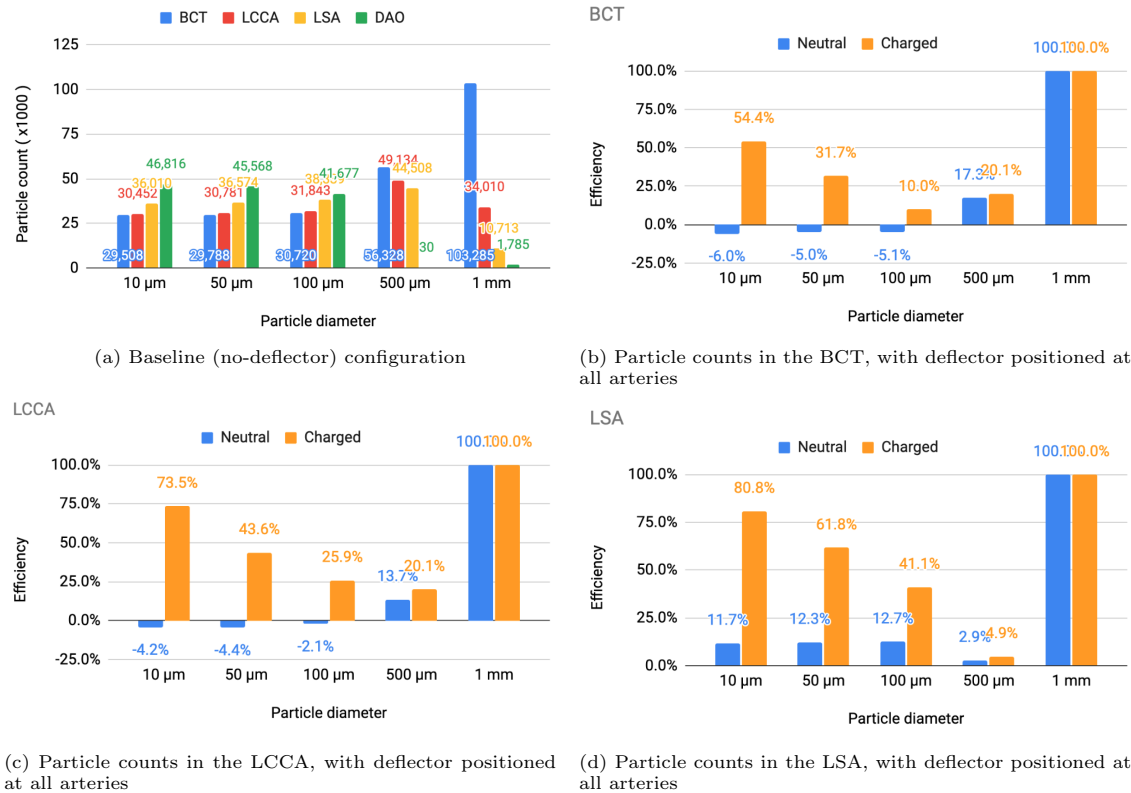 BCT LCCA LSA DAO
Particle count ( x1000 )
125
100
75
50
25
0
29,508 30,452 36,010 46,816
29,788 30,781 36,574 45,568
30,720 31,843 41,677
56,328 49,134 44,508 30
103,285 34,010 10,713 1,785
10 µm 50 µm 100 µm 500 µm 1 mm
Particle diameter
(a) Baseline (no-deflector) configuration
BCT
Neutral Charged
Efficiency
100.0%
75.0%
50.0%
25.0%
0.0%
-25.0%
-6.0% 54.4%
-5.0% 31.7%
-5.1% 10.0%
17.3% 20.1%
100.0%
10 µm 50 µm 100 µm 500 µm 1 mm
Particle diameter
(b) Particle counts in the BCT, with deflector positioned at
all arteries
LCCA
Neutral Charged
Efficiency
100.0%
75.0%
50.0%
25.0%
0.0%
-25.0%
-4.2% 73.5%
-4.4% 43.6%
-2.1% 25.9%
13.7% 20.1%
100.0%
10 µm 50 µm 100 µm 500 µm 1 mm
Particle diameter
(c) Particle counts in the LCCA, with deflector positioned
at all arteries
LSA
Neutral Charged
Efficiency
100.0%
75.0%
50.0%
25.0%
0.0%
11.7% 80.8%
12.3% 61.8%
12.7% 41.1%
2.9% 4.9%
100.0%
10 µm 50 µm 100 µm 500 µm 1 mm
Particle diameter
(d) Particle counts in the LSA, with deflector positioned at
all arteries